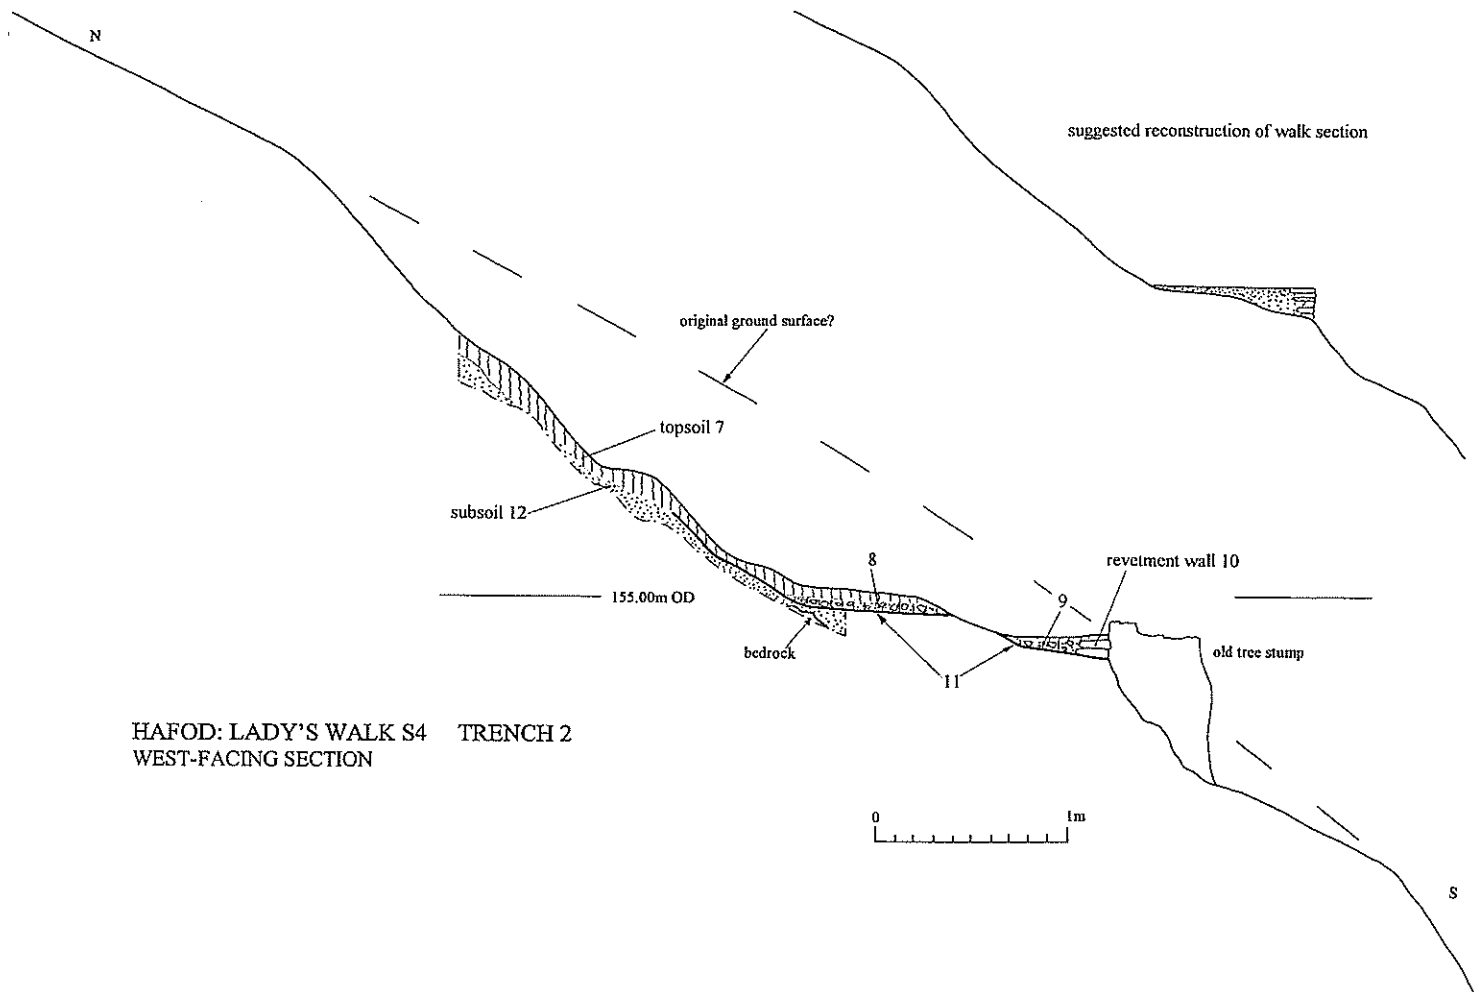 N
suggested reconstruction of walk section
original ground surface?
topsoil 7
subsoil 12
8
revetment wall 10
155.00m OD
9
bedrock
old tree stump
11
HAFOD: LADY'S WALK S4 TRENCH 2
WEST-FACING SECTION
0 1m
S